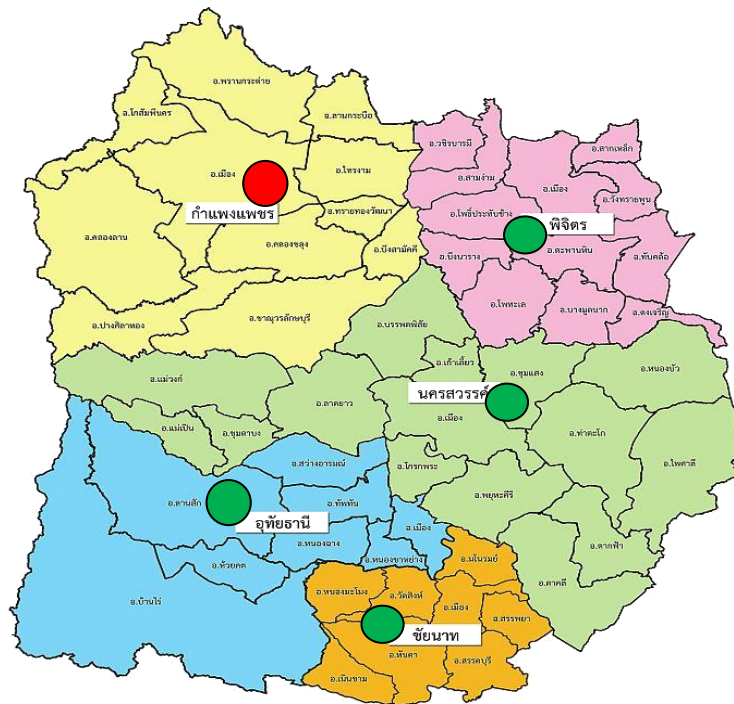 อ.พรานกระต่าย
อ.โกสัมพีนคร
อ.ลานกระบือ
อ.เมือง
อ.ไทรงาม
กำแพงเพชร
อ.ทรายทองวัฒนา
อ.คลองลาน
อ.คลองขลุง
อ.บึงสามัคคี
อ.ปางศิลาทอง
อ.ขาณุวรลักษบุรี
อ.วชิรบารมี
อ.สากเหล็ก
อ.สามง่าม
อ.เมือง
อ.วังทรายพูน
อ.โพธิ์ประทับช้าง
พิจิตร
อ.บึงนาราง
อ.ตะพานหิน
อ.ทับคล้อ
อ.โพทะเล
อ.บางมูลนาก
อ.ดงเจริญ
อ.บรรพตพิสัย
อ.เก้าเลี้ยว
อ.ชุมแสง
อ.หนองบัว
อ.แม่วงก์
นครสวรรค์
อ.ลาดยาว
อ.เมือง
อ.ท่าตะโก
อ.แม่เปิน
อ.ชุมตาบง
อ.ไพศาลี
อ.โกรกพระ
อ.พยุหะคีรี
อ.ตากฟ้า
อ.ตาคลี
อ.สว่างอารมณ์
อ.ลานสัก
อ.ทัพทัน
อุทัยธานี
อ.เมือง
อ.หนองฉาง
อ.หนองขาหย่าง
อ.ห้วยคต
อ.บ้านไร่
อ.มโนรมย์
อ.หนองมะโมง
อ.วัดสิงห์
อ.เมือง
อ.สรรพยา
ชัยนาท
อ.หันคา
อ.สรรคบุรี
อ.เนินขาม